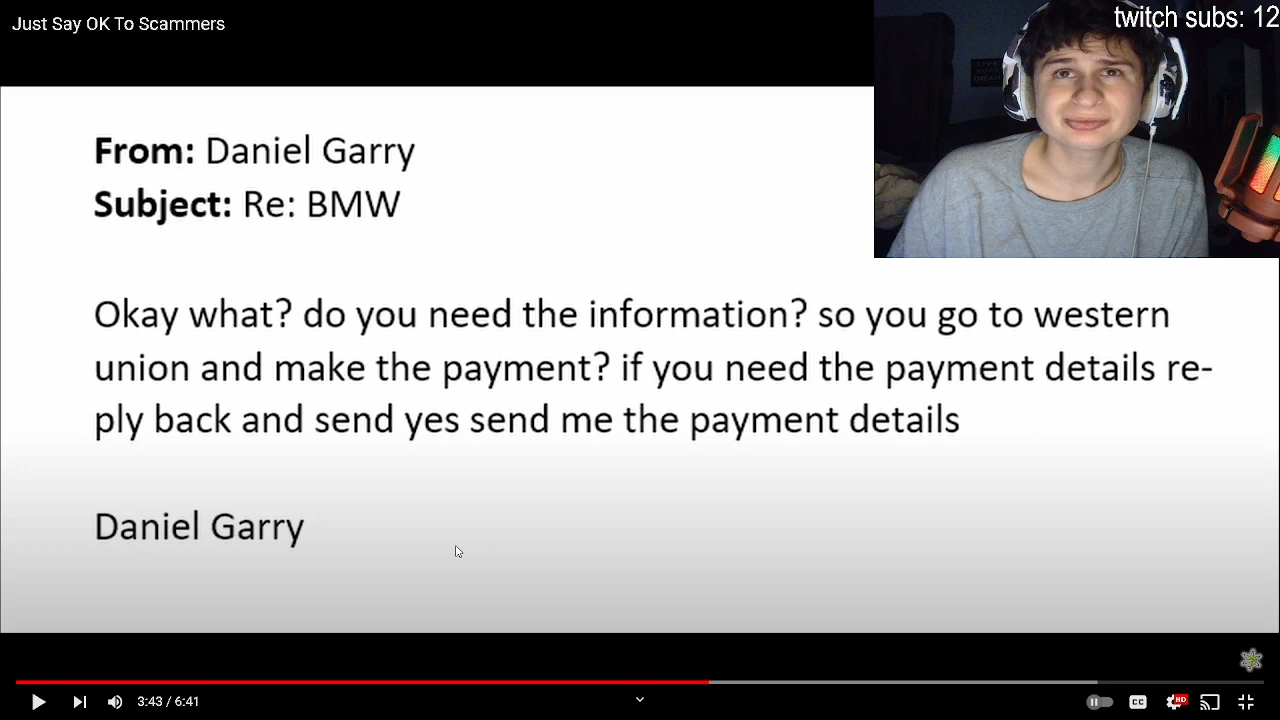 Just Say OK To Scammers
twitch subs: 12
From: Daniel Garry
Subject: Re: BMW
Okay what? do you need the information? so you go to western
union and make the payment? if you need the payment details re-
ply back and send yes send me the payment details
Daniel Garry
3:43 / 6:41
CC
HD